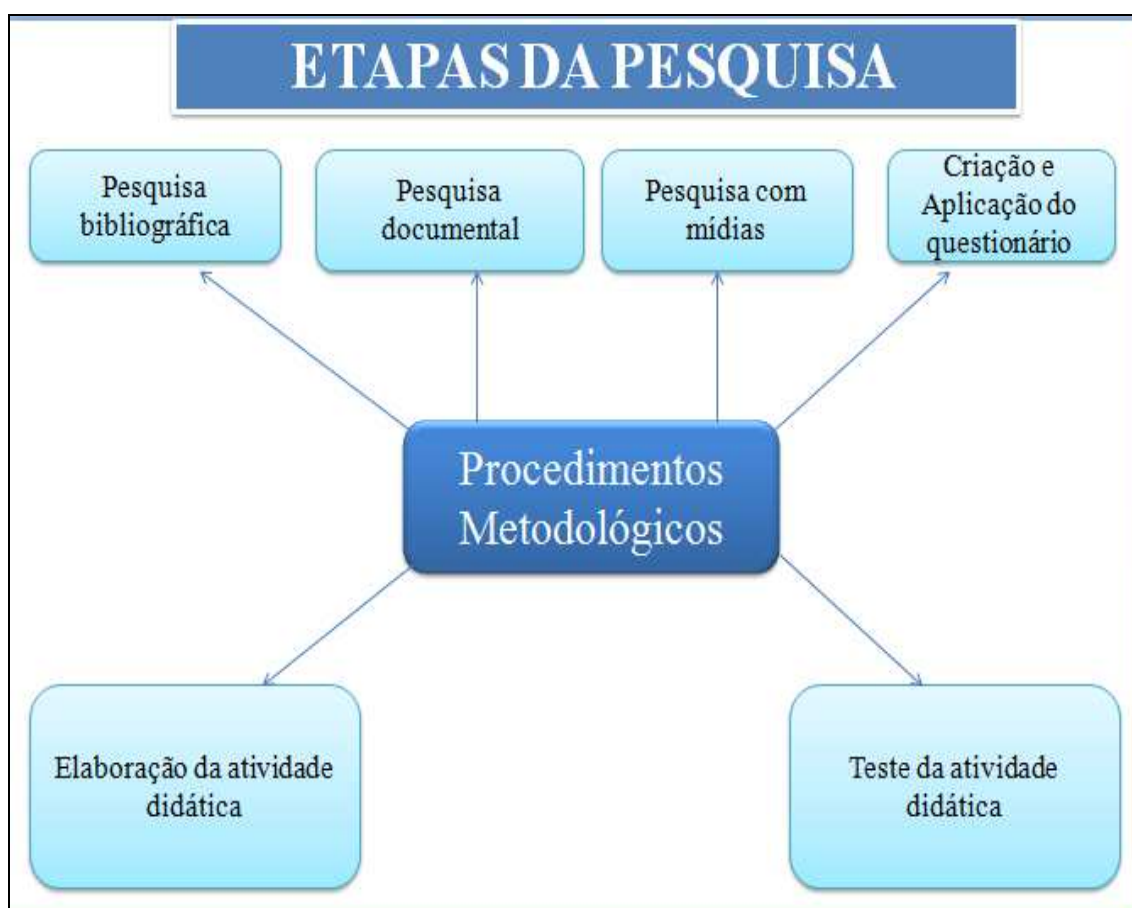 ETAPAS DA PESQUISA
Pesquisa
bibliográfica
Pesquisa
documental
Pesquisa com
mídias
Criação e
Aplicação do
questionário
Procedimentos
Metodológicos
Elaboração da atividade
didática
Teste da atividade
didática